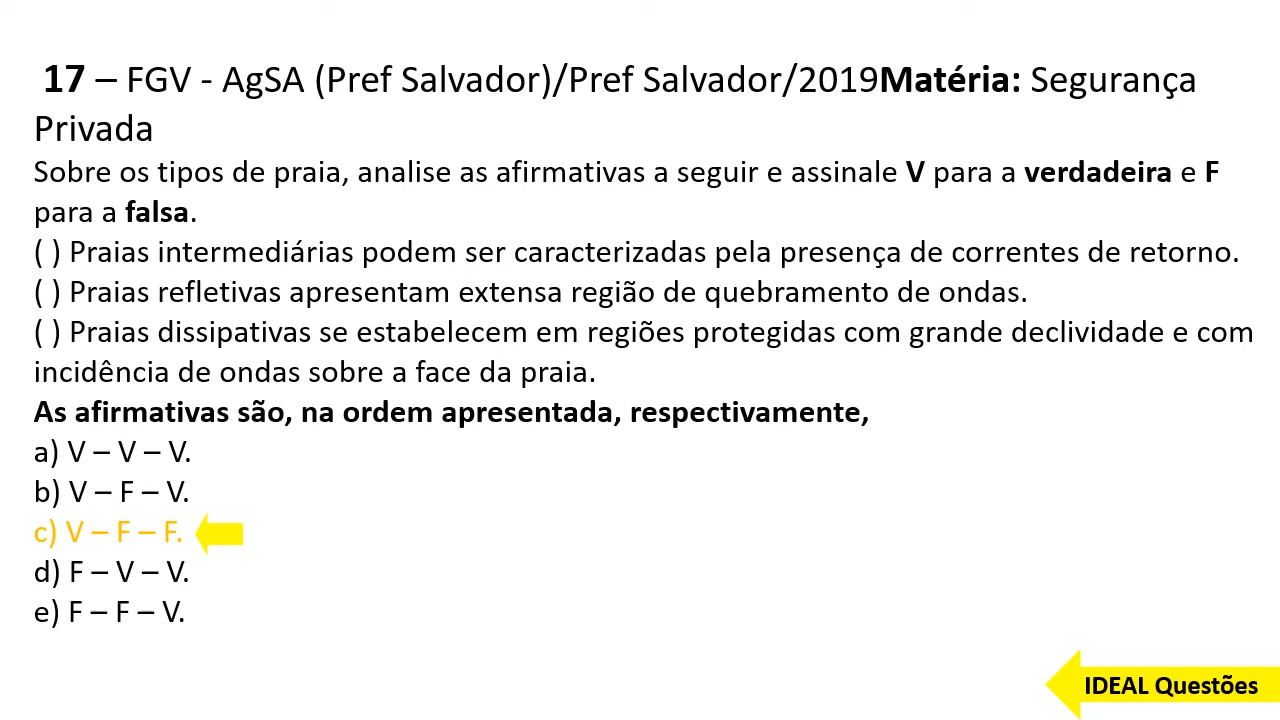 17 – FGV - AgSA (Pref Salvador)/Pref Salvador/2019Matéria: Segurança
Privada
Sobre os tipos de praia, analise as afirmativas a seguir e assinale V para a verdadeira e F
para a falsa.
( ) Praias intermediárias podem ser caracterizadas pela presença de correntes de retorno.
( ) Praias refletivas apresentam extensa região de quebramento de ondas.
( ) Praias dissipativas se estabelecem em regiões protegidas com grande declividade e com
incidência de ondas sobre a face da praia.
As afirmativas são, na ordem apresentada, respectivamente,
a) V – V – V.
b) V – F – V.
c) V – F – F.
d) F – V – V.
e) F – F – V.
IDEAL Questões